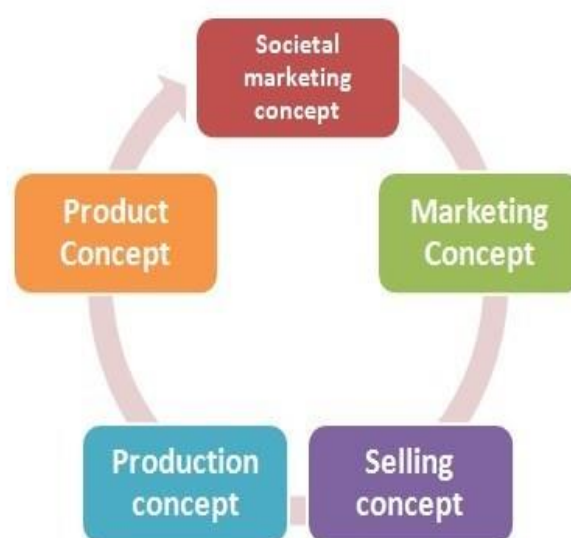 Societal
marketing
concept
Marketing
Concept
Selling
concept
Production
concept
Product
Concept